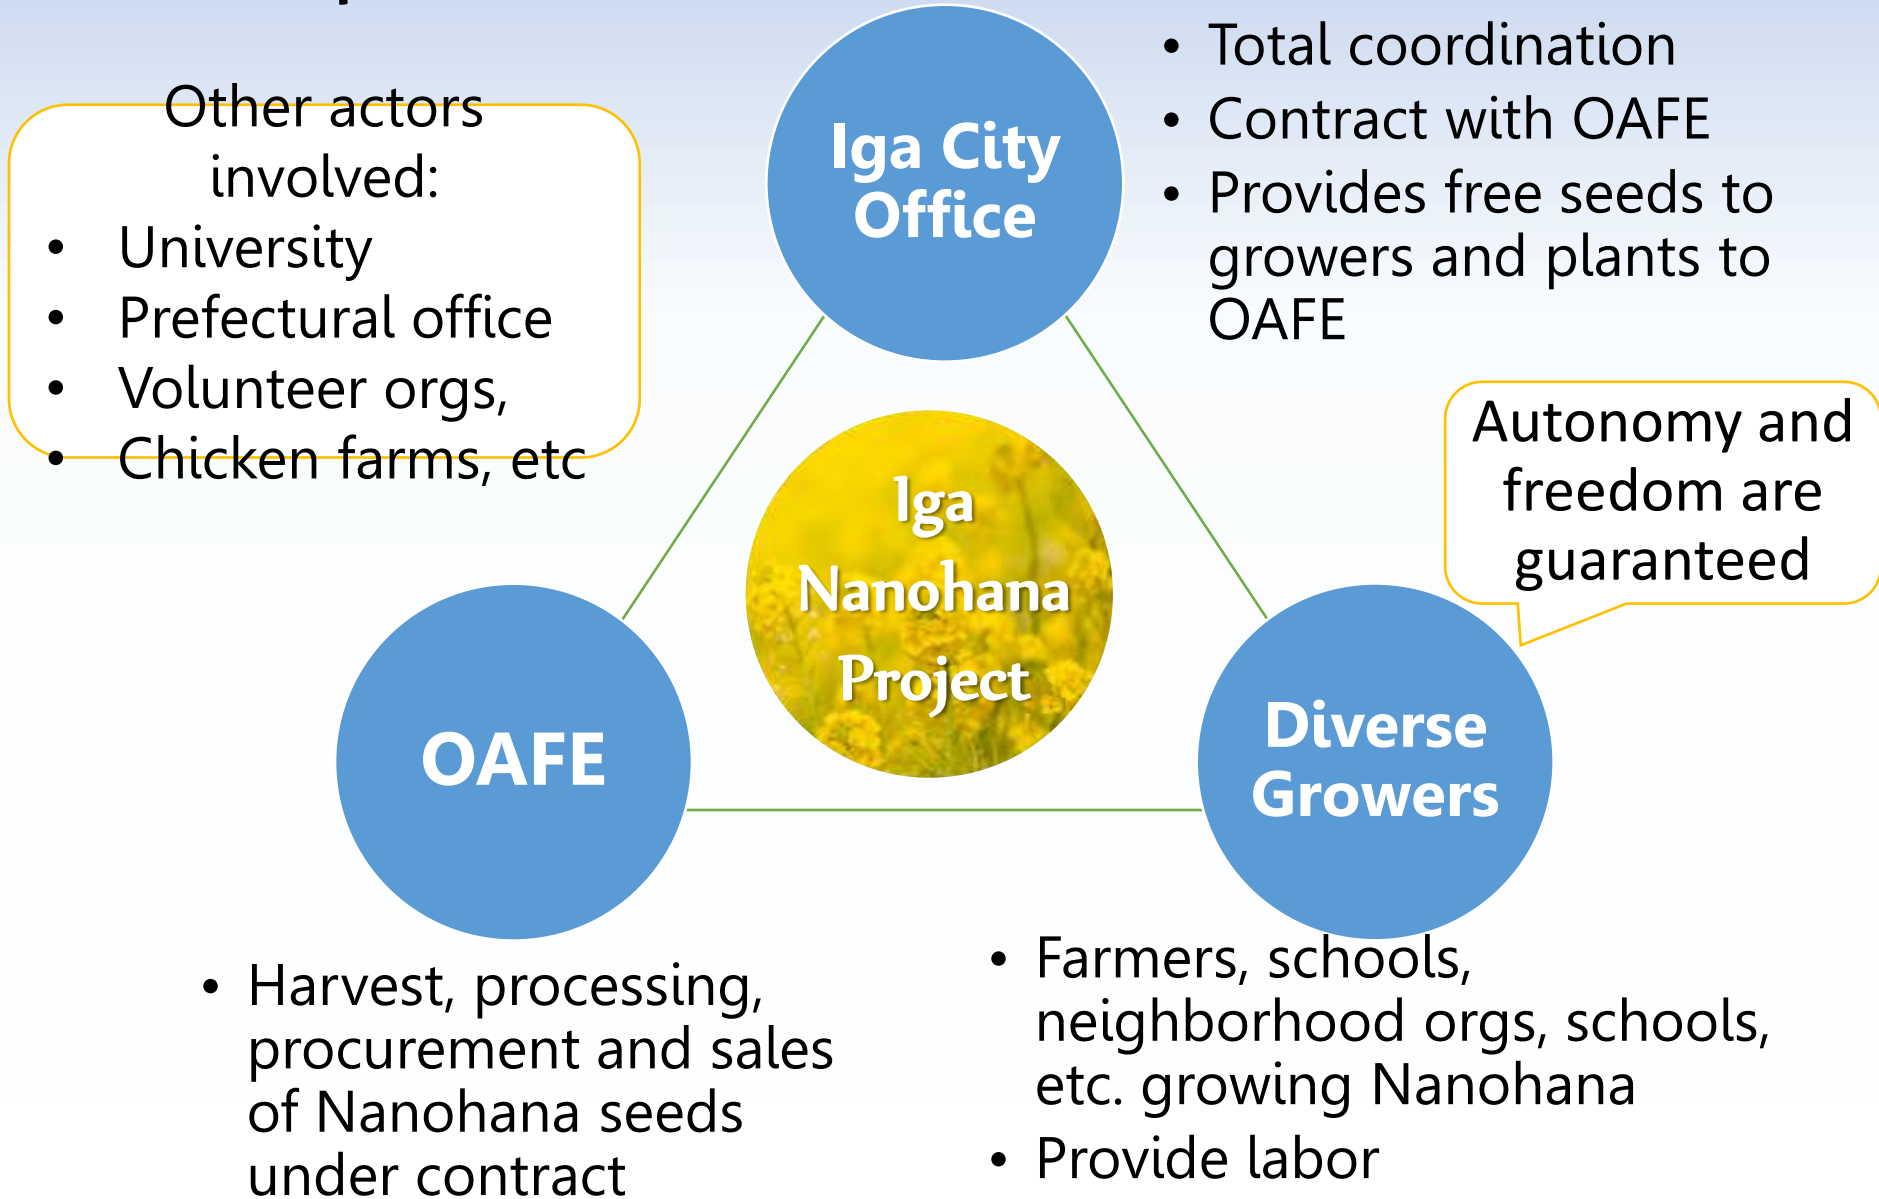 Other actors
involved:
• University
• Prefectural office
• Volunteer orgs,
• Chicken farms, etc
Iga City
Office
• Total coordination
• Contract with OAFE
• Provides free seeds to
growers and plants to
OAFE
Autonomy and
freedom are
guaranteed
Iga
Nanohana
Project
OAFE
Diverse
Growers
• Harvest, processing,
procurement and sales
of Nanohana seeds
under contract
• Farmers, schools,
neighborhood orgs, schools,
etc. growing Nanohana
• Provide labor